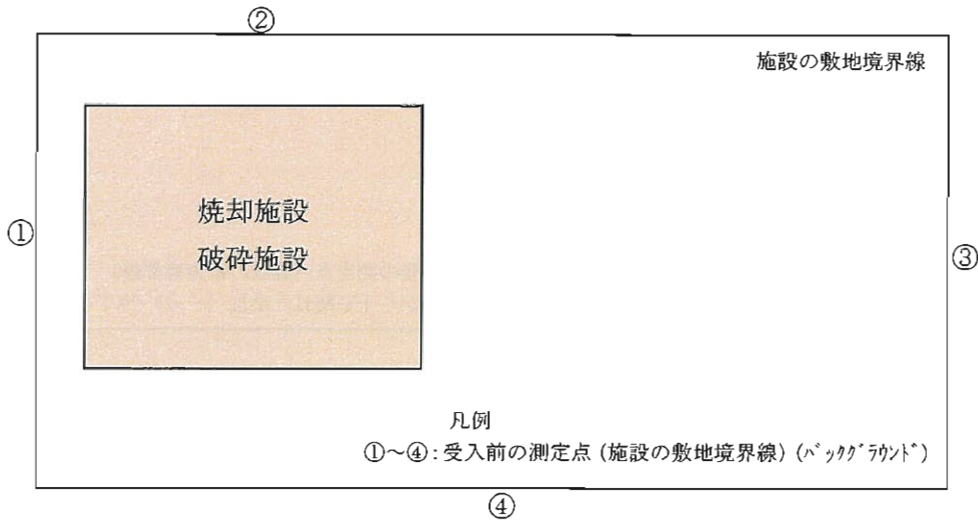 ②
施設の敷地境界線
焼却施設
①
破砕施設
③
凡例
①~④:受入前の測定点(施設の敷地境界線)(ﾊﾞｯｸｸﾞﾗｳﾝﾄﾞ)
④